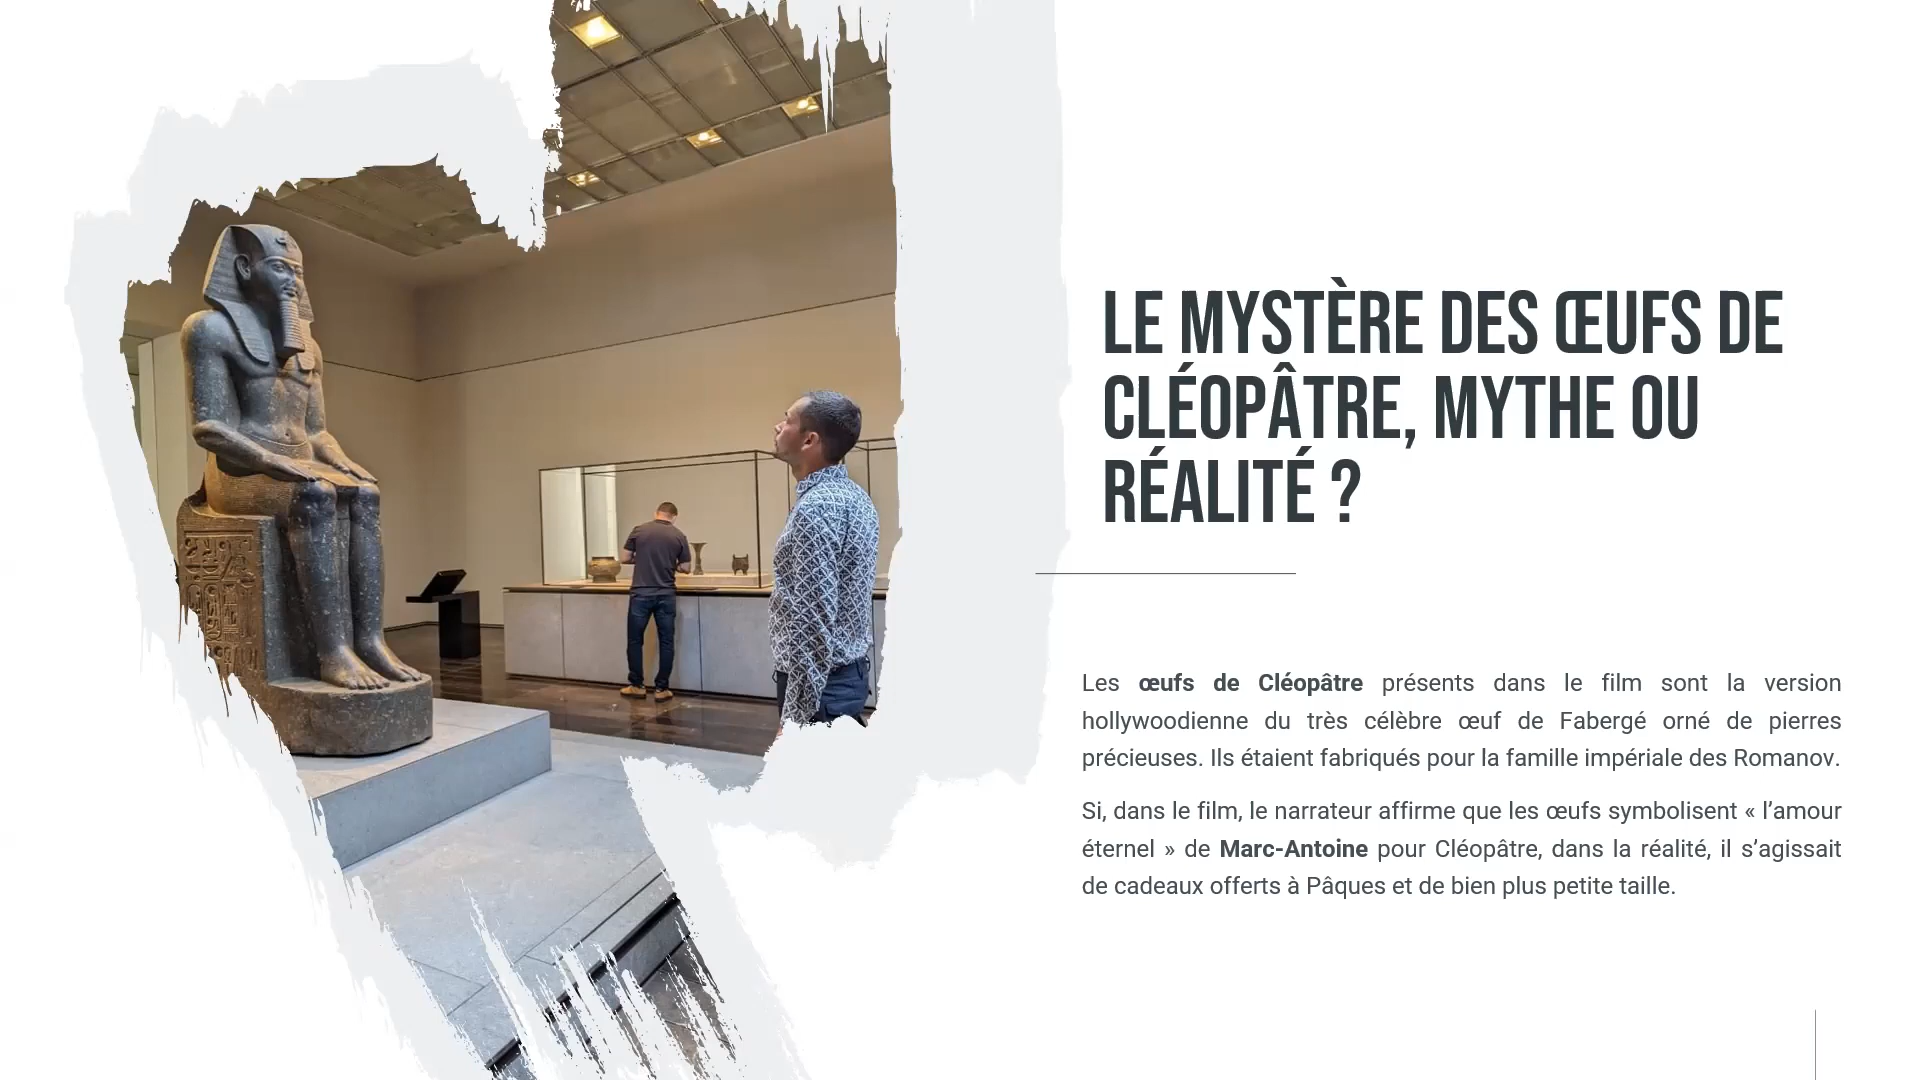 LE MYSTÈRE DES ŒUFS DE
CLÉOPÂTRE, MYTHE OU
RÉALITÉ ?
Les œufs de Cléopâtre présents dans le film sont la version
hollywoodienne du très célèbre œuf de Fabergé orné de pierres
précieuses. Ils étaient fabriqués pour la famille impériale des Romanov.
Si, dans le film, le narrateur affirme que les œufs symbolisent « l’amour
éternel » de Marc-Antoine pour Cléopâtre, dans la réalité, il s’agissait
de cadeaux offerts à Pâques et de bien plus petite taille.